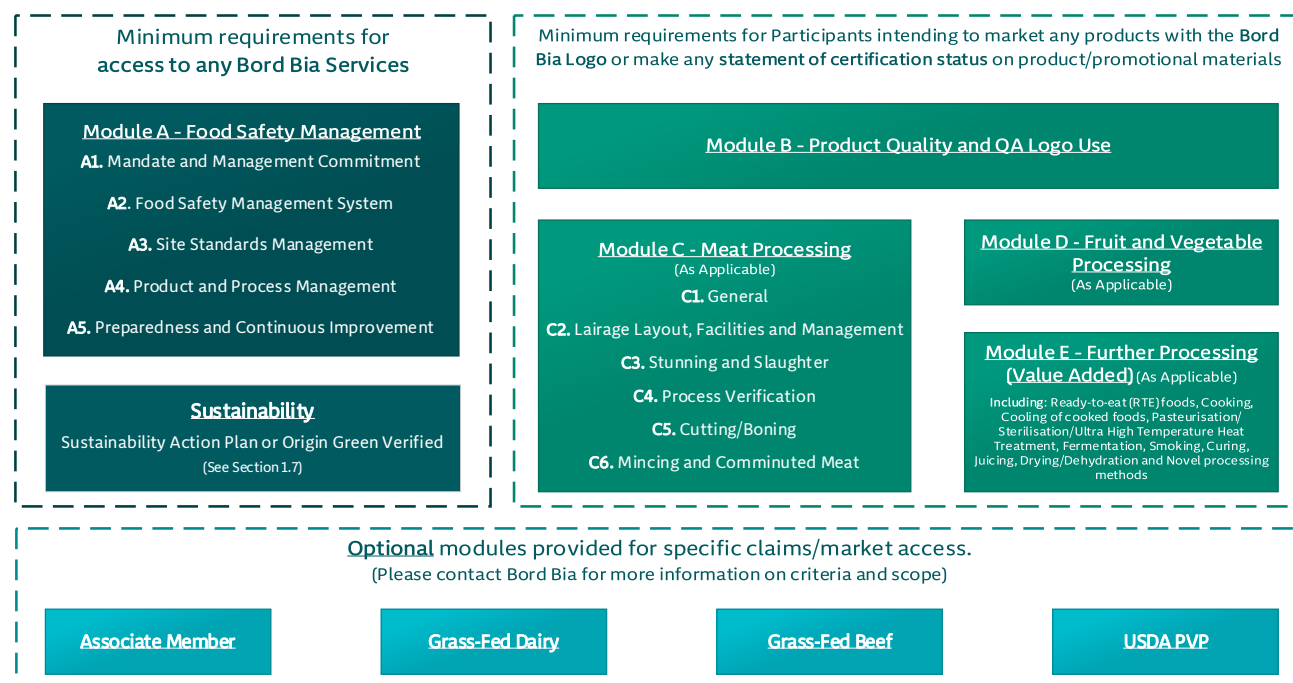 Minimum requirements for
access to any Bord Bia Services
Module A - Food Safety Management
A1. Mandate and Management Commitment
A2. Food Safety Management System
A3. Site Standards Management
A4. Product and Process Management
A5. Preparedness and Continuous Improvement
Sustainability
Sustainability Action Plan or Origin Green Verified
(See Section 1.7)
Minimum requirements for Participants intending to market any products with the Bord
Bia Logo or make any statement of certification status on product/promotional materials
Module B - Product Quality and QA Logo Use
Module C - Meat Processing
(As Applicable)
C1. General
C2. Lairage Layout, Facilities and Management
C3. Stunning and Slaughter
C4. Process Verification
C5. Cutting/Boning
C6. Mincing and Comminuted Meat
Module D - Fruit and Vegetable
Processing
(As Applicable)
Module E - Further Processing
(Value Added) (As Applicable)
Including: Ready-to-eat (RTE) foods, Cooking,
Cooling of cooked foods, Pasteurisation/
Sterilisation/Ultra High Temperature Heat
Treatment, Fermentation, Smoking, Curing,
Juicing, Drying/Dehydration and Novel processing
methods
Optional modules provided for specific claims/market access.
(Please contact Bord Bia for more information on criteria and scope)
Associate Member
Grass-Fed Dairy
Grass-Fed Beef
USDA PVP